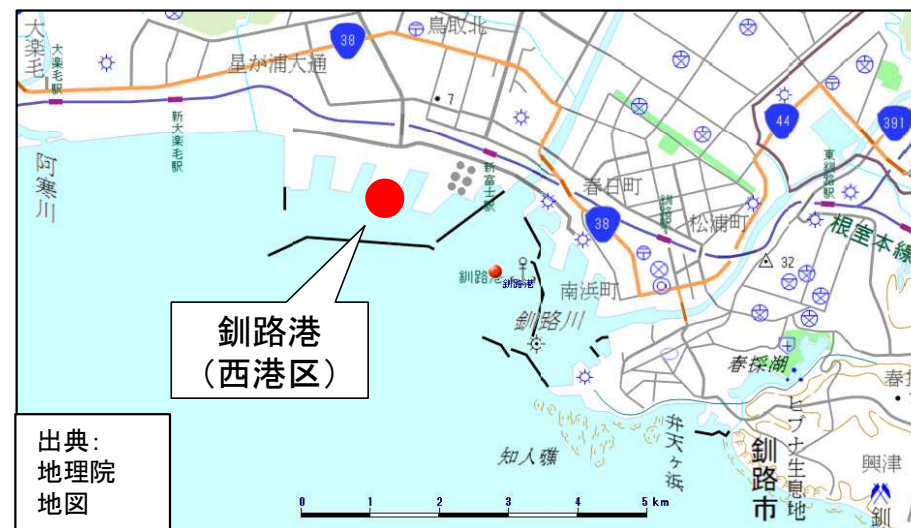 大楽毛
大楽毛駅
38
鳥取北
星が浦大通
7
44
391
新大楽毛駅
阿寒川
新富士駅
春日町
釧路駅
東釧路駅
松浦町
38
根室本線
32
釧路港
釧路港
南浜町
釧路川
釧路港
（西港区）
春採湖
春採
弁天ヶ浜
ヒブナ生息地
知人礁
釧路市
興津
釧
出典：
地理院
地図
0 1 2 3 4 5 km